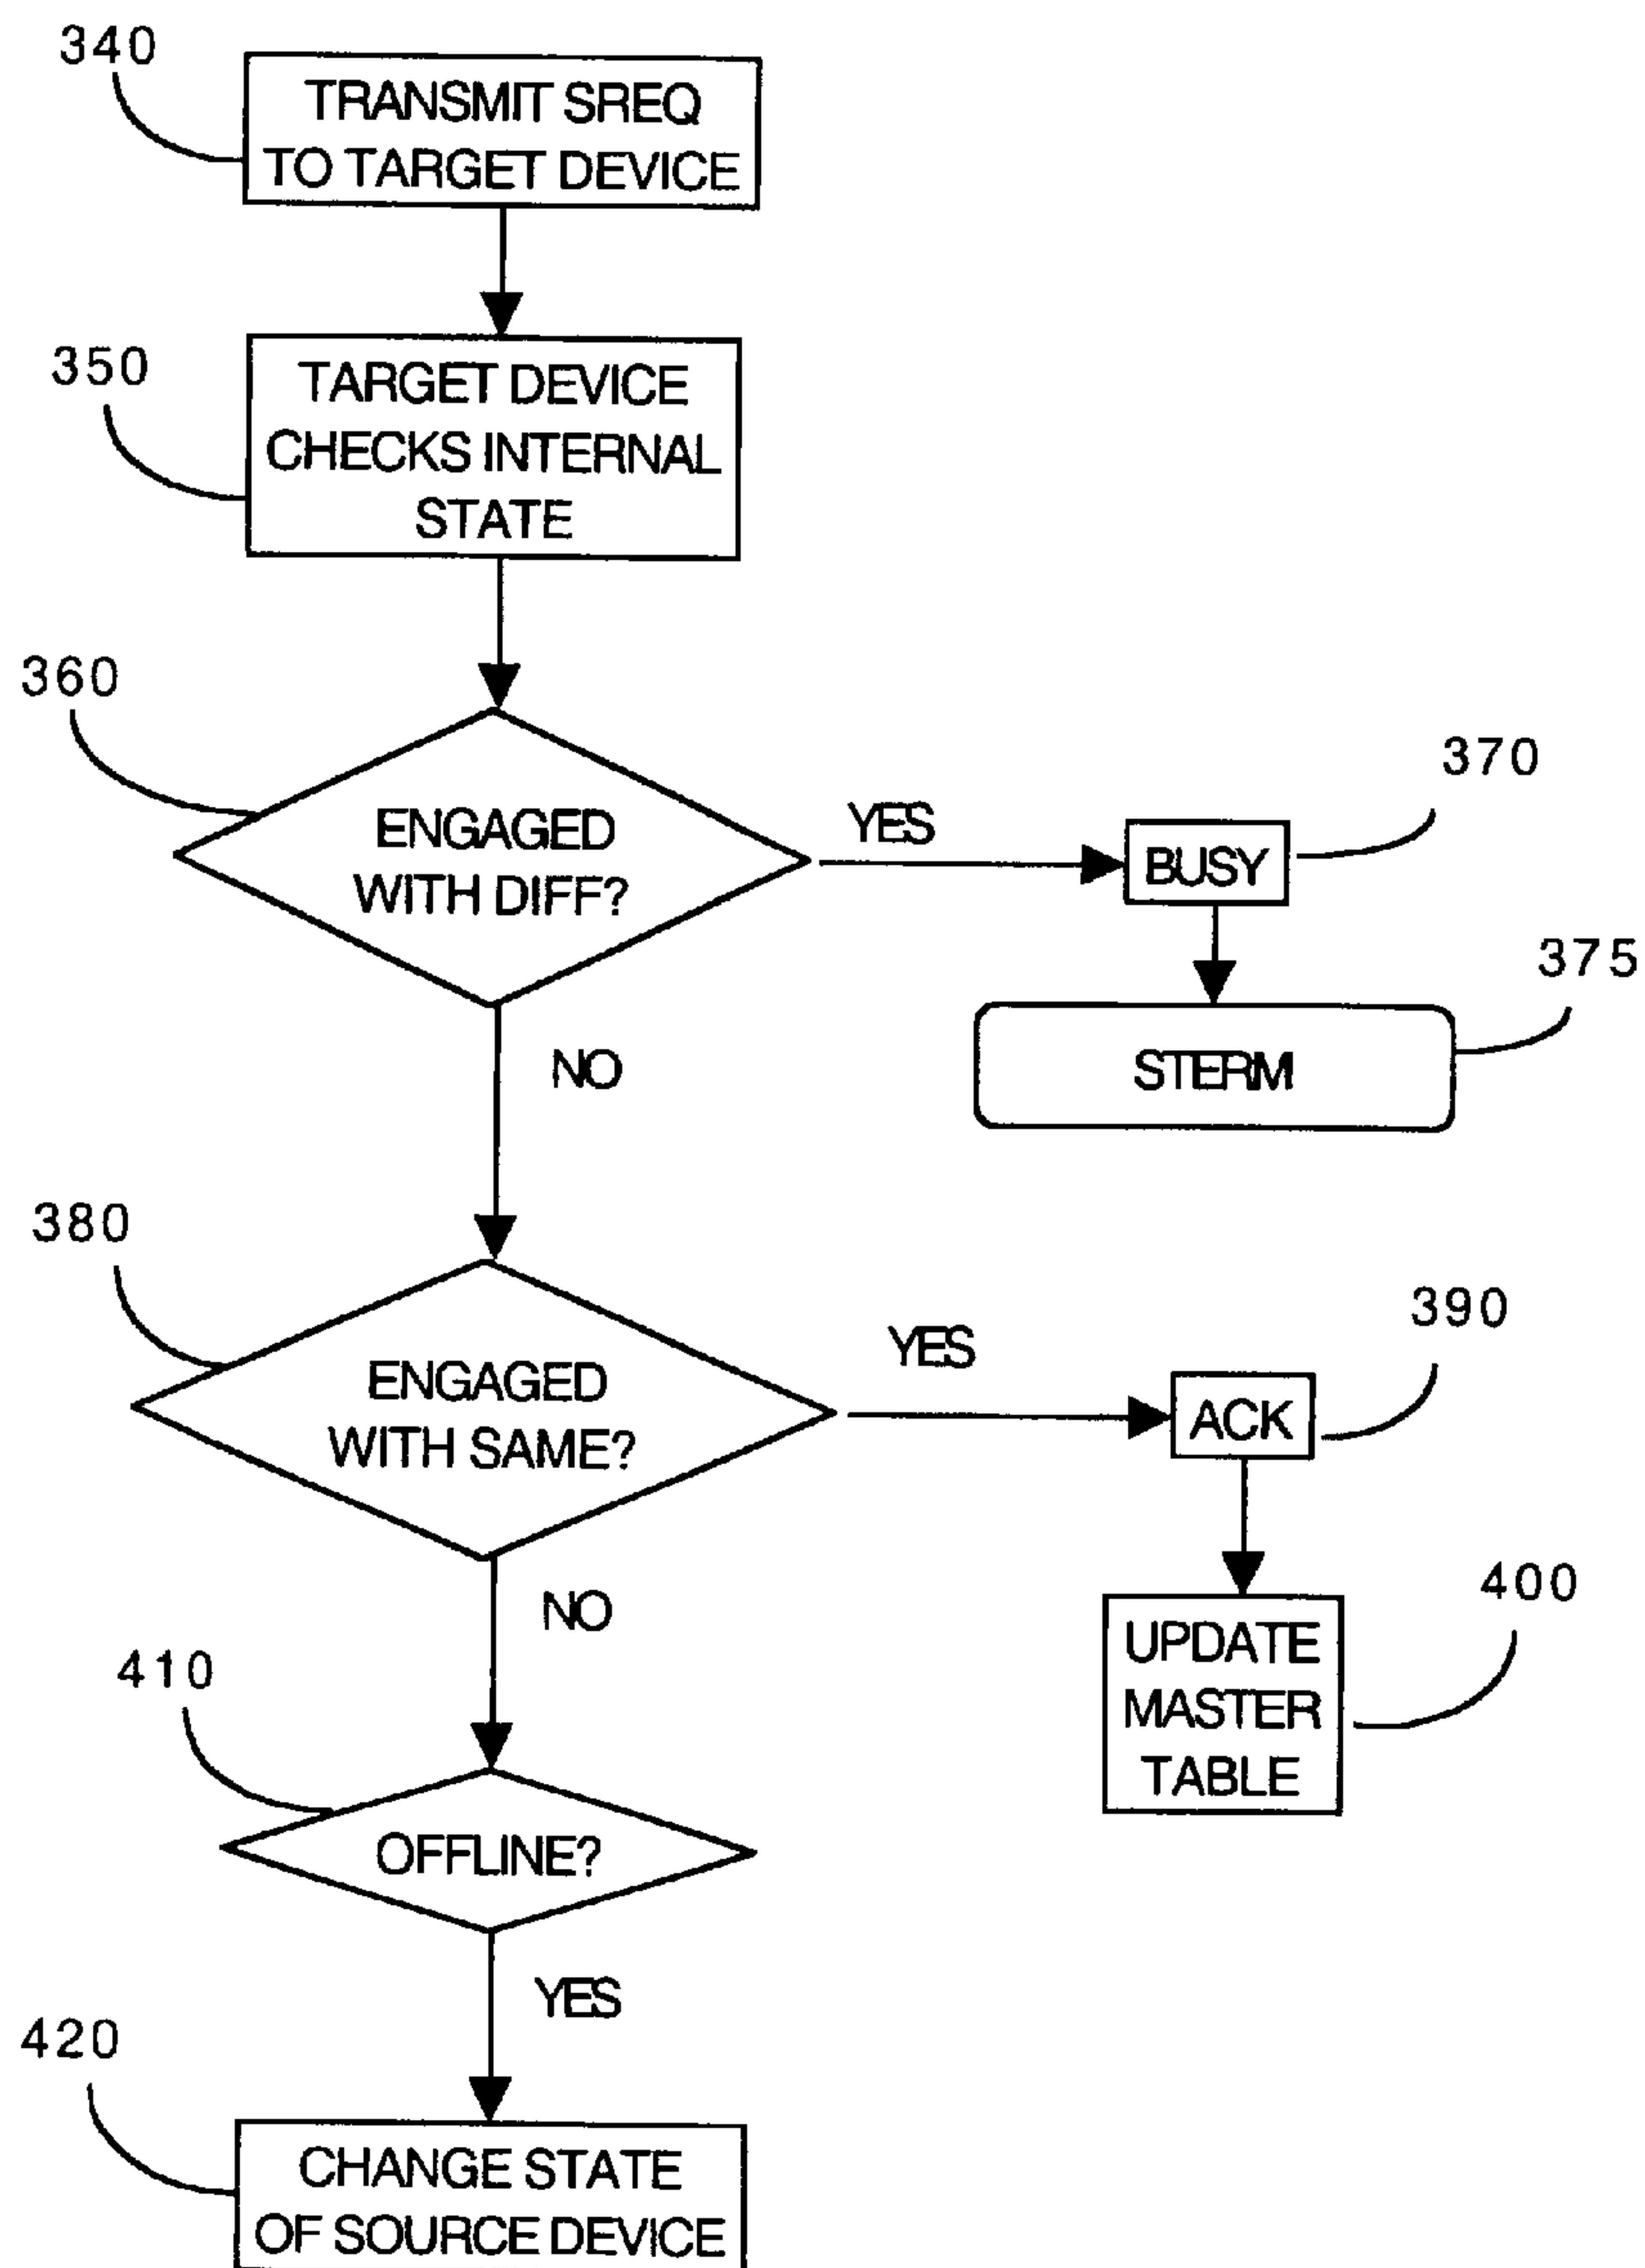 340
TRANSMIT SREQ
TO TARGET DEVICE
350
TARGET DEVICE
CHECKS INTERNAL
STATE
360
ENGAGED
WITH DIFF?
YES
370
BUSY
375
STERM
NO
380
ENGAGED
WITH SAME?
YES
390
ACK
400
UPDATE
MASTER
TABLE
NO
410
OFFLINE?
YES
420
CHANGE STATE
OF SOURCE DEVICE